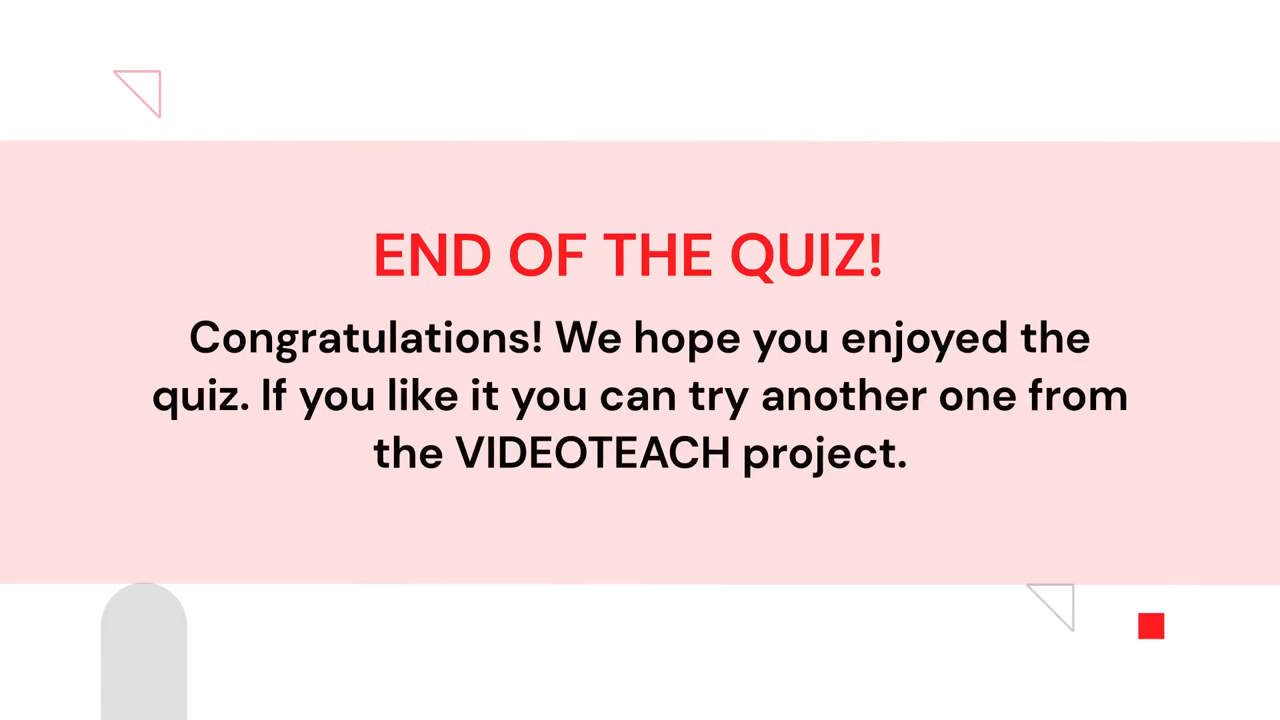 END OF THE QUIZ!
Congratulations! We hope you enjoyed the
quiz. If you like it you can try another one from
the VIDEOTEACH project.